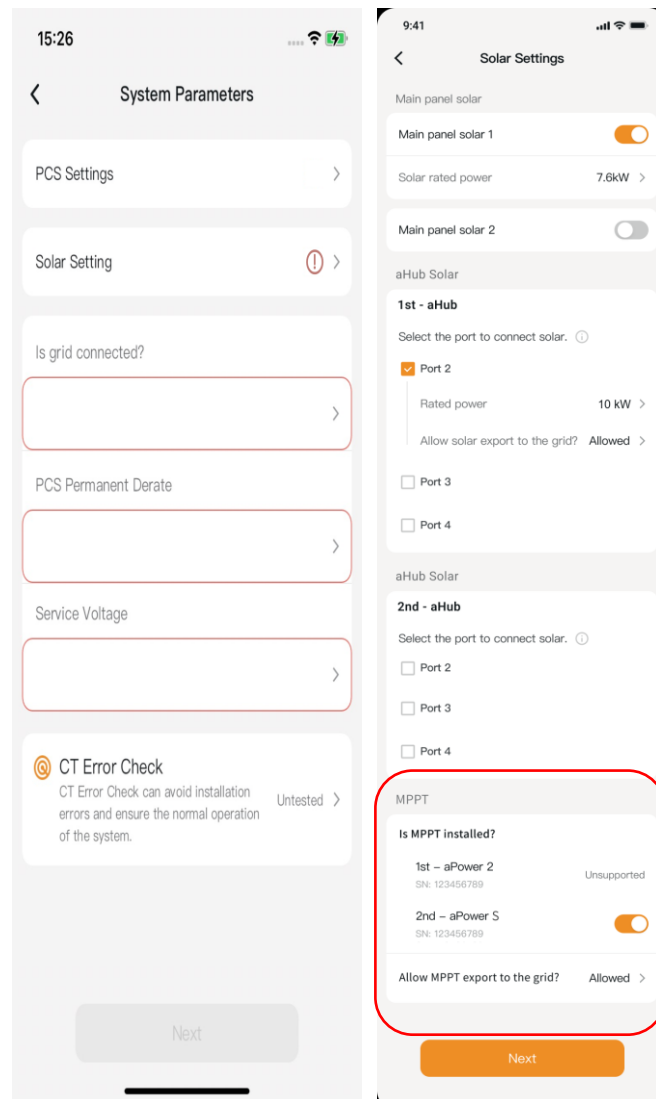 15:26
System Parameters
PCS Settings
Solar Setting
Is grid connected?
PCS Permanent Derate
Service Voltage
CT Error Check
CT Error Check can avoid installation
errors and ensure the normal operation
of the system.
Untested
Next
9:41
Solar Settings
Main panel solar
Main panel solar 1
Solar rated power 7.6kW
Main panel solar 2
aHub Solar
1st - aHub
Select the port to connect solar.
Port 2
Rated power 10 kW
Allow solar export to the grid? Allowed
Port 3
Port 4
aHub Solar
2nd - aHub
Select the port to connect solar.
Port 2
Port 3
Port 4
MPPT
Is MPPT installed?
1st – aPower 2
SN: 123456789
Unsupported
2nd – aPower S
SN: 123456789
Allow MPPT export to the grid? Allowed
Next